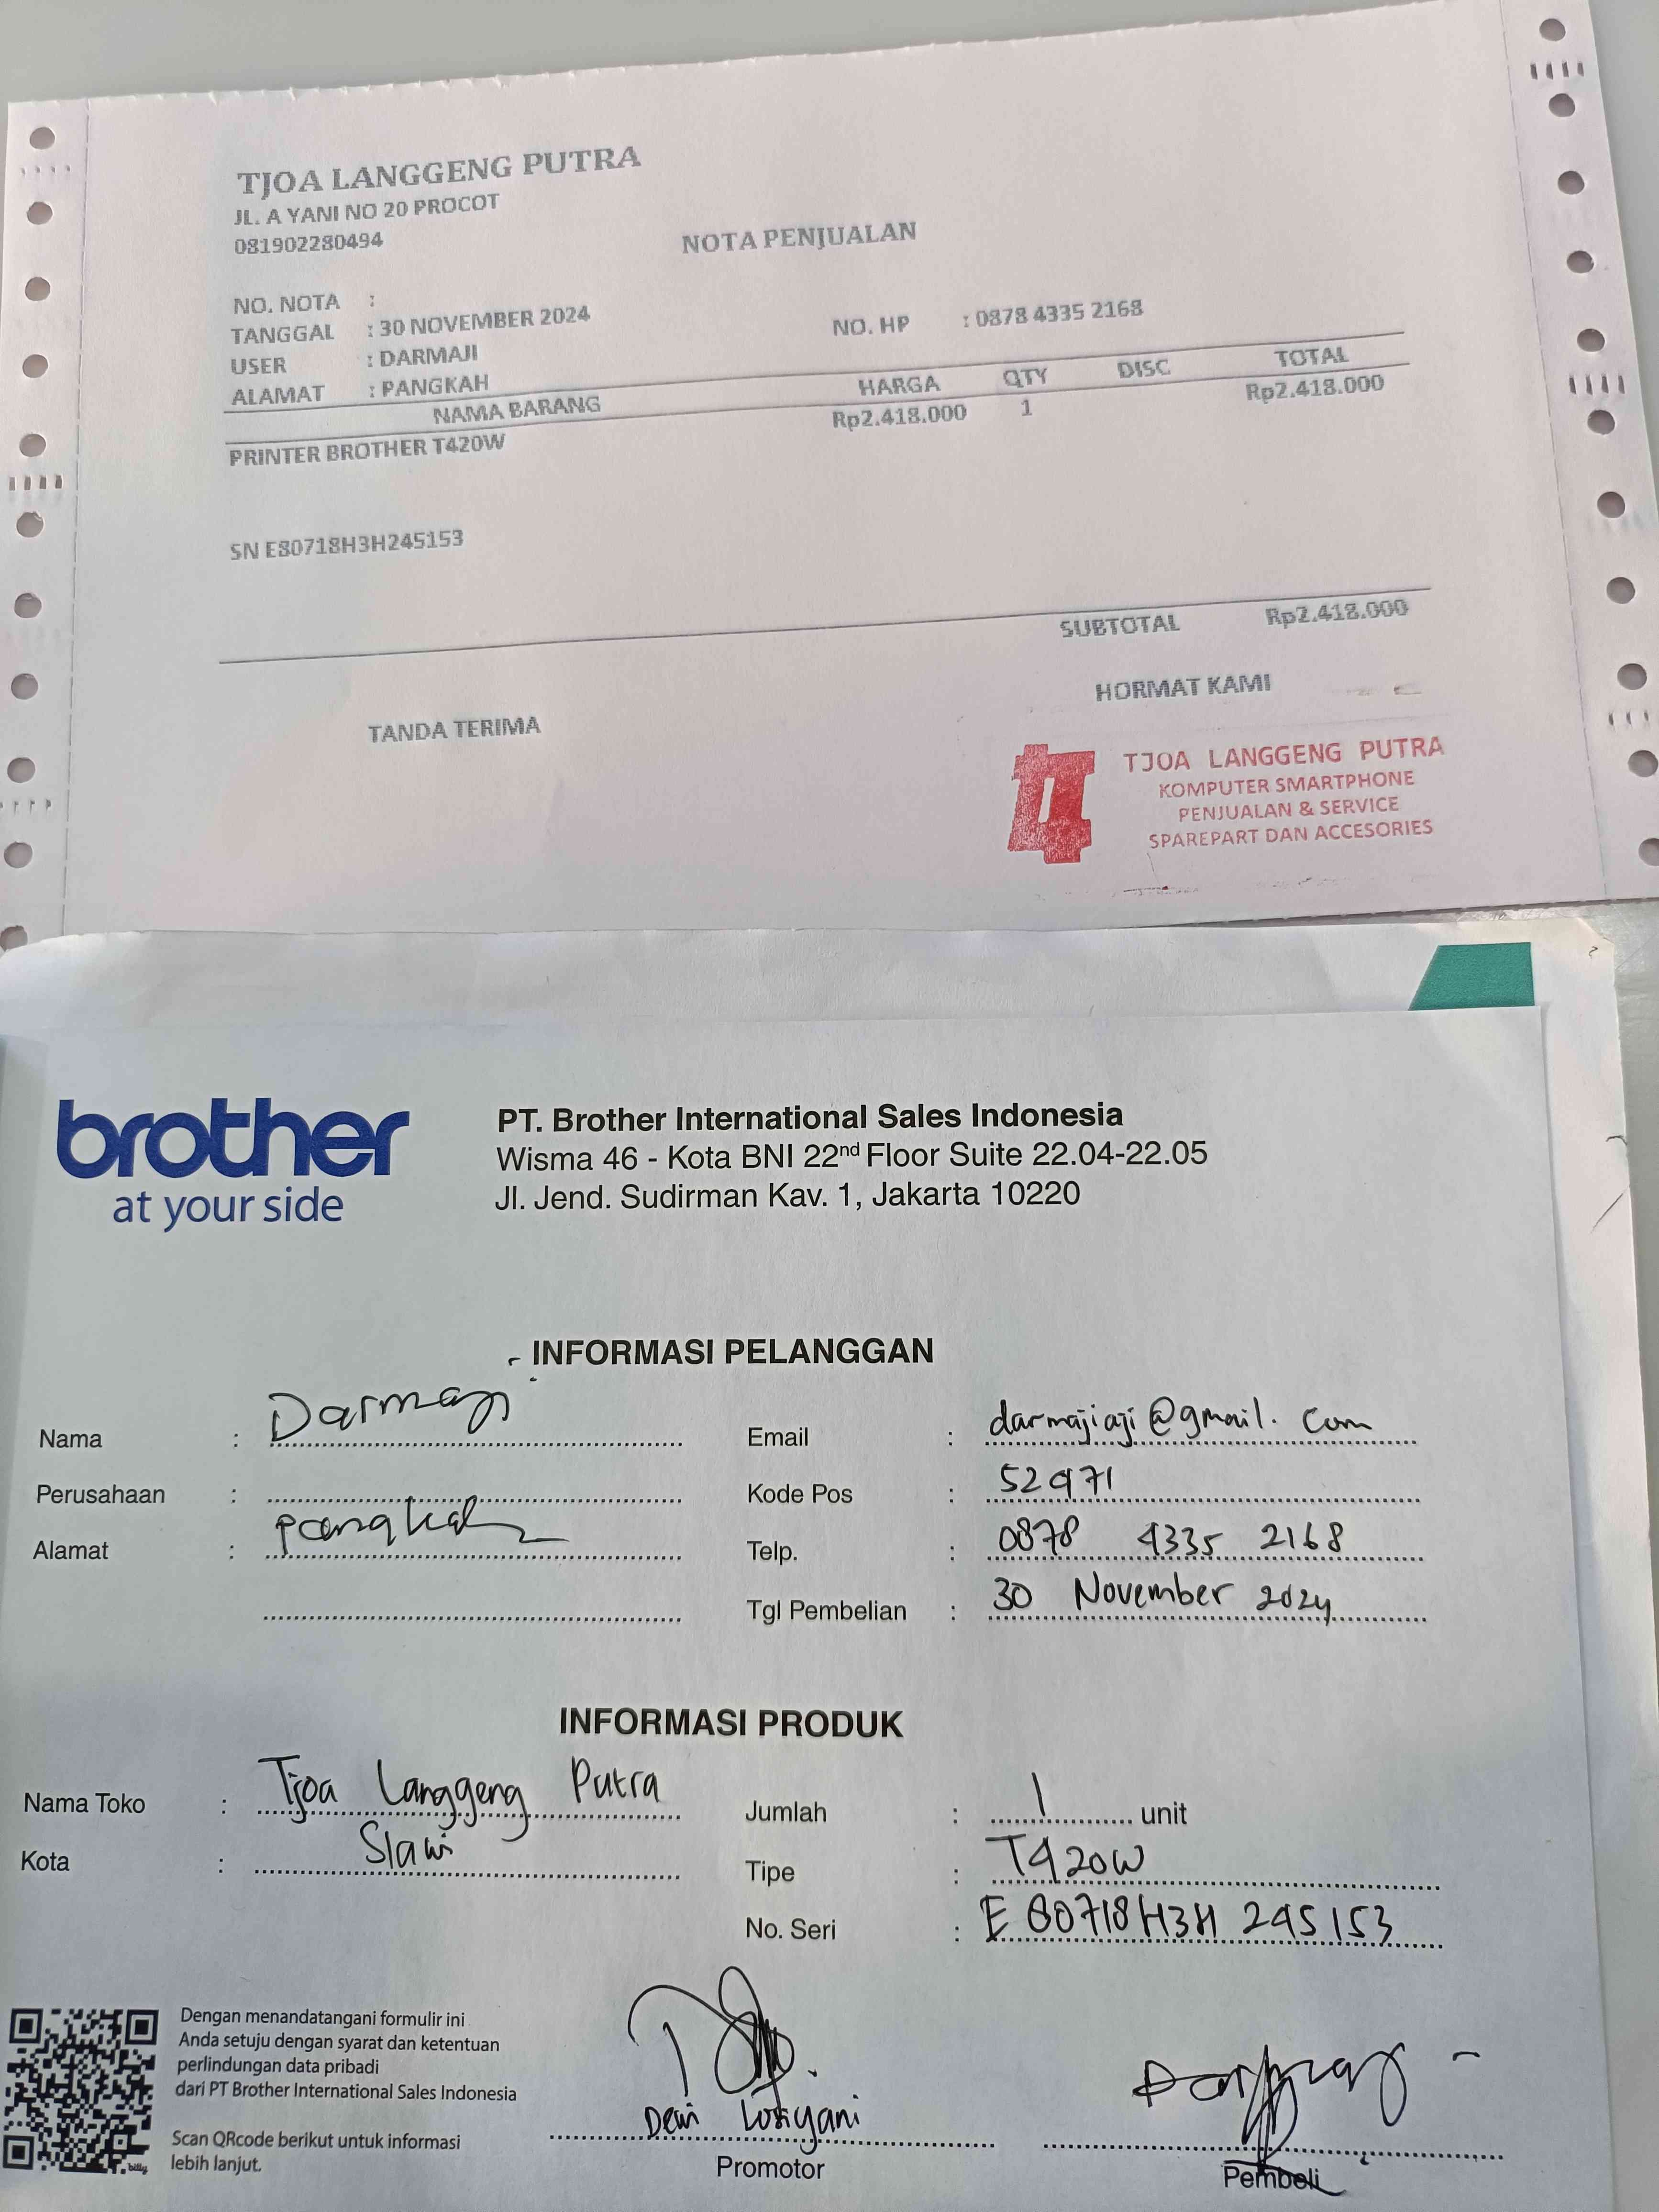 TJOA LANGGENG PUTRA
JL. A YANI NO 20 PROCOT
081902280494
NOTA PENJUALAN
NO. NOTA :
TANGGAL : 30 NOVEMBER 2024 NO. HP : 0878 4335 2168
USER : DARMAJI
ALAMAT : PANGKAH
NAMA BARANG HARGA QTY DISC TOTAL
PRINTER BROTHER T420W Rp2.418.000 1 Rp2.418.000
SN E80718H3H245153
SUBTOTAL Rp2.418.000
TANDA TERIMA HORMAT KAMI
TJOA LANGGENG PUTRA
KOMPUTER SMARTPHONE
PENJUALAN & SERVICE
SPAREPART DAN ACCESORIES
brother
at your side
PT. Brother International Sales Indonesia
Wisma 46 - Kota BNI 22nd Floor Suite 22.04-22.05
Jl. Jend. Sudirman Kav. 1, Jakarta 10220
INFORMASI PELANGGAN
Nama : Darmaji Email : darmajiaji@gmail.com
Perusahaan : Kode Pos : 52471
Alamat : Pangkah Telp. : 0878 4335 2168
Tgl Pembelian : 30 November 2024
INFORMASI PRODUK
Nama Toko : Tjoa Langgeng Putra Jumlah : 1 unit
Kota : Slawi Tipe : T420W
No. Seri : E80718H3H245153
Dengan menandatangani formulir ini
Anda setuju dengan syarat dan ketentuan
perlindungan data pribadi
dari PT Brother International Sales Indonesia
Scan QRcode berikut untuk informasi
lebih lanjut.
Dewi
Promotor Pembeli